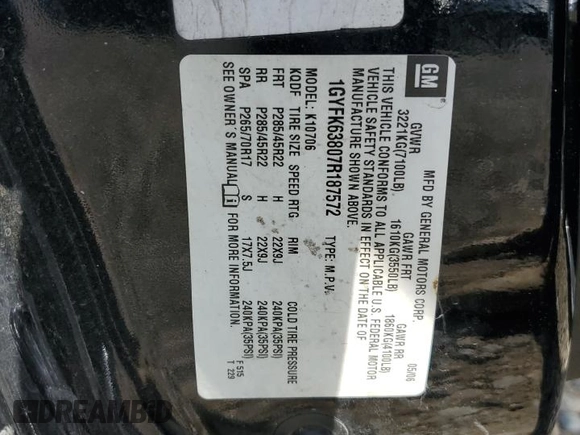 GM
MFD BY GENERAL MOTORS CORP.
05/06
GVWR GAWR FRT GAWR RR
3221KG(7100LB) 1610KG(3550LB) 1860KG(4100LB)
THIS VEHICLE CONFORMS TO ALL APPLICABLE U.S. FEDERAL MOTOR
VEHICLE SAFETY STANDARDS IN EFFECT ON THE DATE OF
MANUFACTURE SHOWN ABOVE.
1GYFK63807R187572 TYPE: M.P.V.
MODEL: K10706
KQDF TIRE SIZE SPEED RTG RIM COLD TIRE PRESSURE
FRT P285/45R22 H 22X9J 240KPA(35PSI)
RR P285/45R22 H 22X9J 240KPA(35PSI)
SPA P265/70R17 17X7.5J 240KPA(35PSI)
SEE OWNER'S MANUAL FOR MORE INFORMATION.
F 515
T 229
DREAMBID